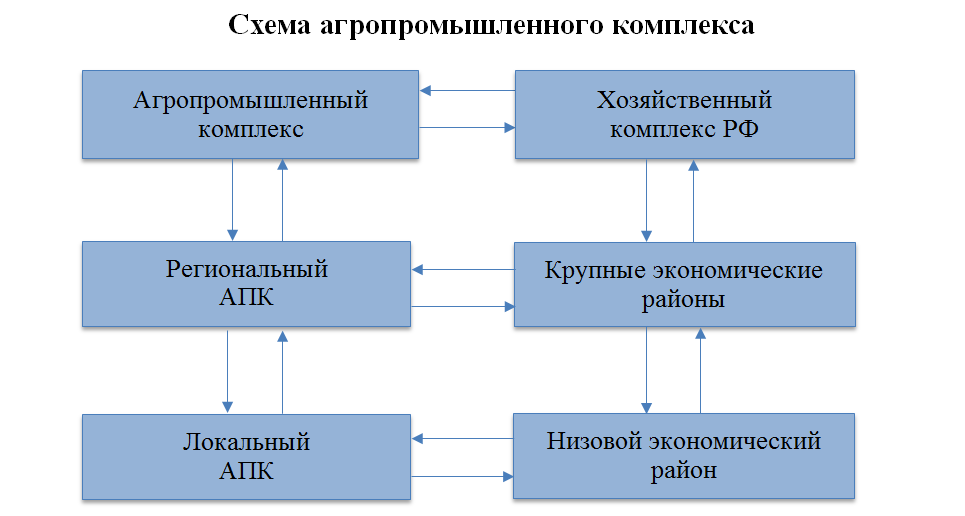 Схема агропромышленного комплекса
Агропромышленный
комплекс
Хозяйственный
комплекс РФ
Региональный
АПК
Крупные экономические
районы
Локальный
АПК
Низовой экономический
район